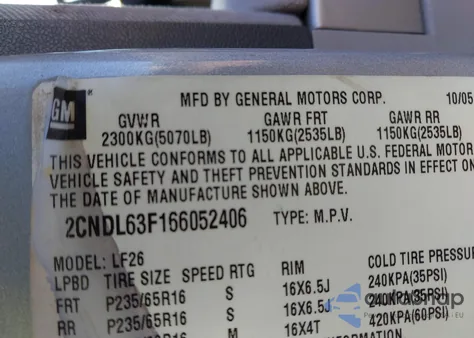 GM
®
MFD BY GENERAL MOTORS CORP. 10/05
GVWR GAWR FRT GAWR RR
2300KG(5070LB) 1150KG(2535LB) 1150KG(2535LB)
THIS VEHICLE CONFORMS TO ALL APPLICABLE U.S. FEDERAL MOTOR
VEHICLE SAFETY AND THEFT PREVENTION STANDARDS IN EFFECT ON
THE DATE OF MANUFACTURE SHOWN ABOVE.
2CNDL63F166052406 TYPE: M.P.V.
MODEL: LF26
LPBD TIRE SIZE SPEED RTG RIM COLD TIRE PRESSURE
FRT P235/65R16 S 16X6.5J 240KPA(35PSI)
RR P235/65R16 S 16X6.5J 240KPA(35PSI)
M 16X4T 420KPA(60PSI)